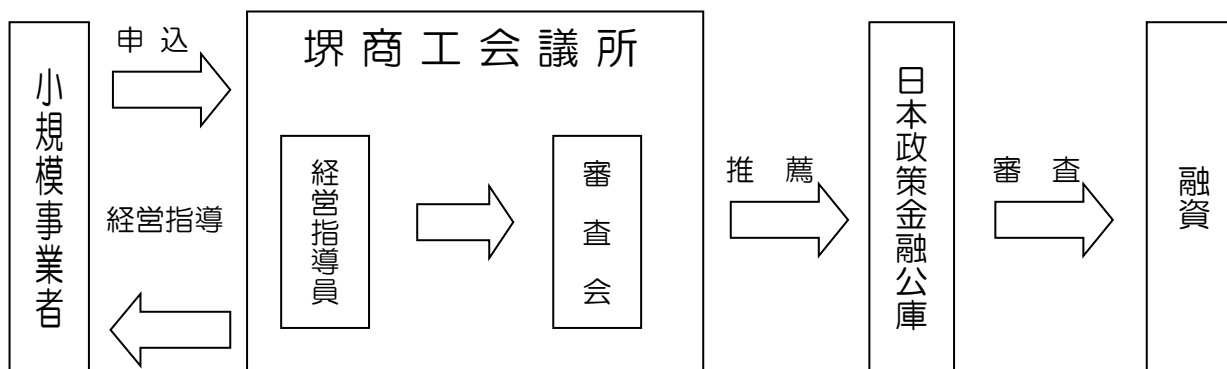 小規模事業者
申込
経営指導
堺商工会議所
経営指導員
審査会
推薦
日本政策金融公庫
審査
融資